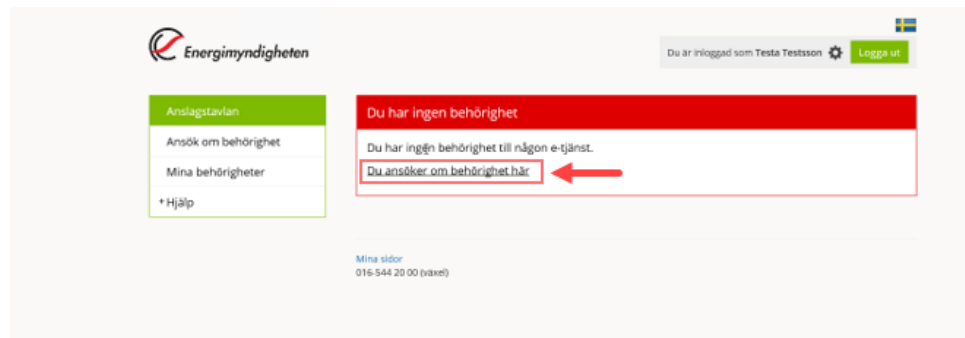 Energimyndigheten
Du är inloggad som Testa Testsson
Logga ut
Anslagstavlan
Ansök om behörighet
Mina behörigheter
+ Hjälp
Du har ingen behörighet
Du har ingen behörighet till någon e-tjänst.
Du ansöker om behörighet här
Mina sidor
016-544 20 00 (växel)